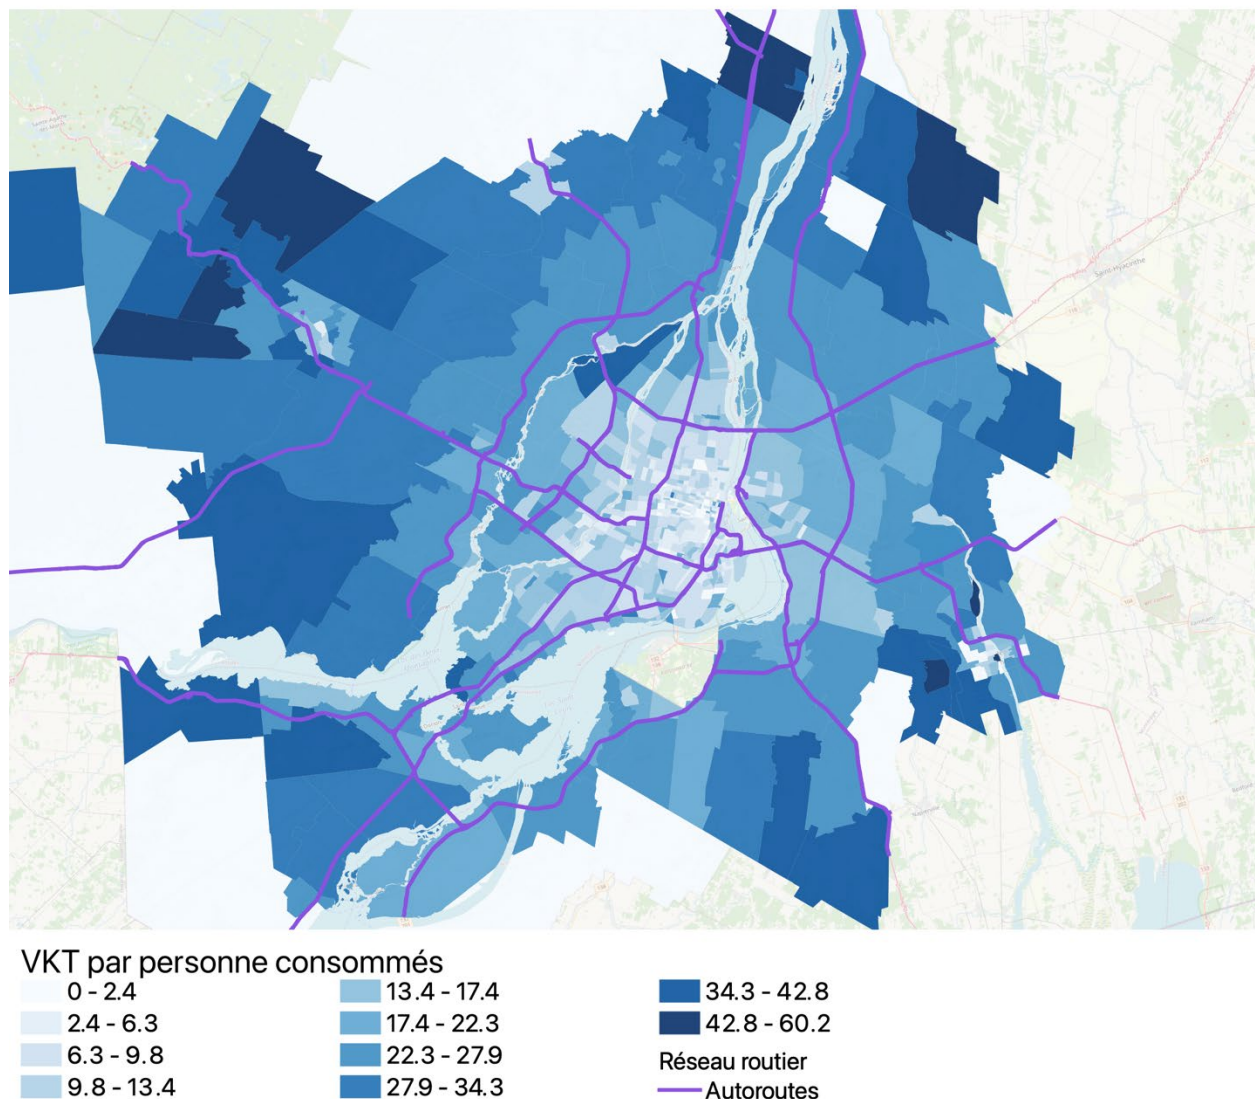 Saint-Hyacinthe
VKT par personne consommés
0 - 2.4
2.4 - 6.3
6.3 - 9.8
9.8 - 13.4
13.4 - 17.4
17.4 - 22.3
22.3 - 27.9
27.9 - 34.3
34.3 - 42.8
42.8 - 60.2
Réseau routier
Autoroutes